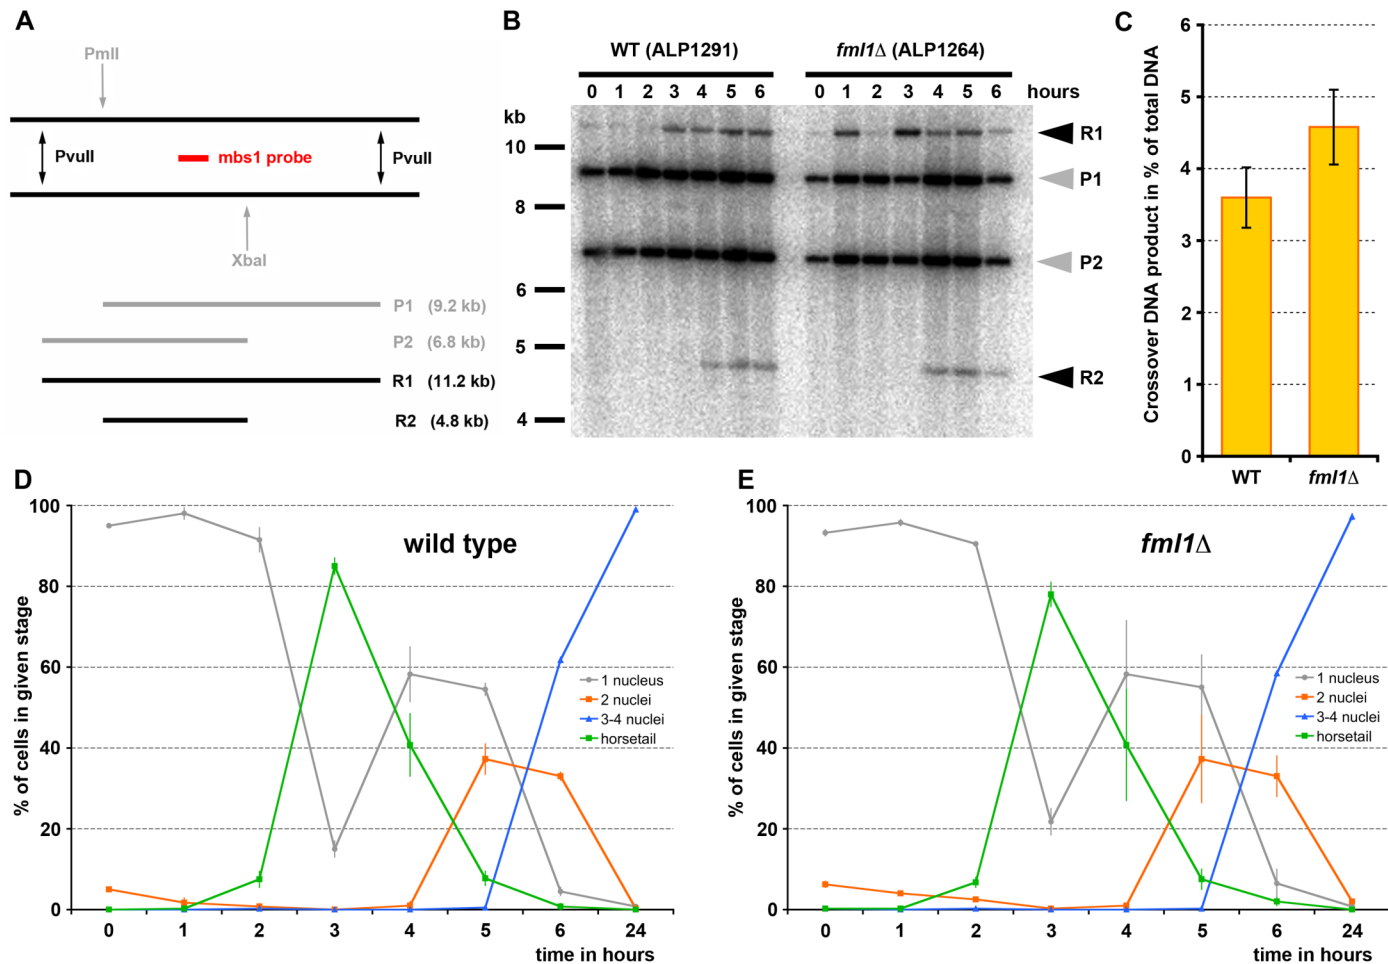 A
PmlI
PvuII
mbs1 probe
PvuII
XbaI
P1 (9.2 kb)
P2 (6.8 kb)
R1 (11.2 kb)
R2 (4.8 kb)
B
WT (ALP1291)
fml1Δ (ALP1264)
0 1 2 3 4 5 6
0 1 2 3 4 5 6
hours
kb
10
8
6
5
4
R1
P1
P2
R2
C
Crossover DNA product in % of total DNA
6
5
4
3
2
1
0
WT
fml1Δ
D
wild type
% of cells in given stage
100
80
60
40
20
0
1 nucleus
2 nuclei
3-4 nuclei
horsetail
0 1 2 3 4 5 6 24
time in hours
E
fml1Δ
% of cells in given stage
100
80
60
40
20
0
1 nucleus
2 nuclei
3-4 nuclei
horsetail
0 1 2 3 4 5 6 24
time in hours